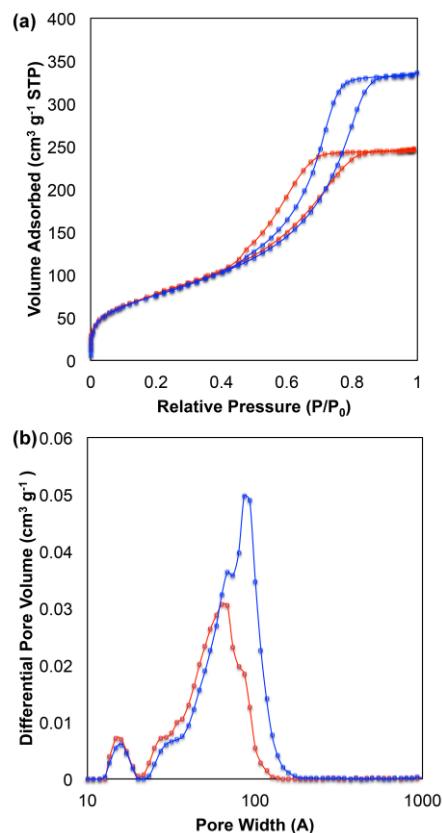 (a)
400
350
300
250
200
150
100
50
0
Volume Adsorbed (cm³ g⁻¹ STP)
0 0.2 0.4 0.6 0.8 1
Relative Pressure (P/P₀)
(b)
0.06
0.05
0.04
0.03
0.02
0.01
0
Differential Pore Volume (cm³ g⁻¹ )
10 100 1000
Pore Width (A)